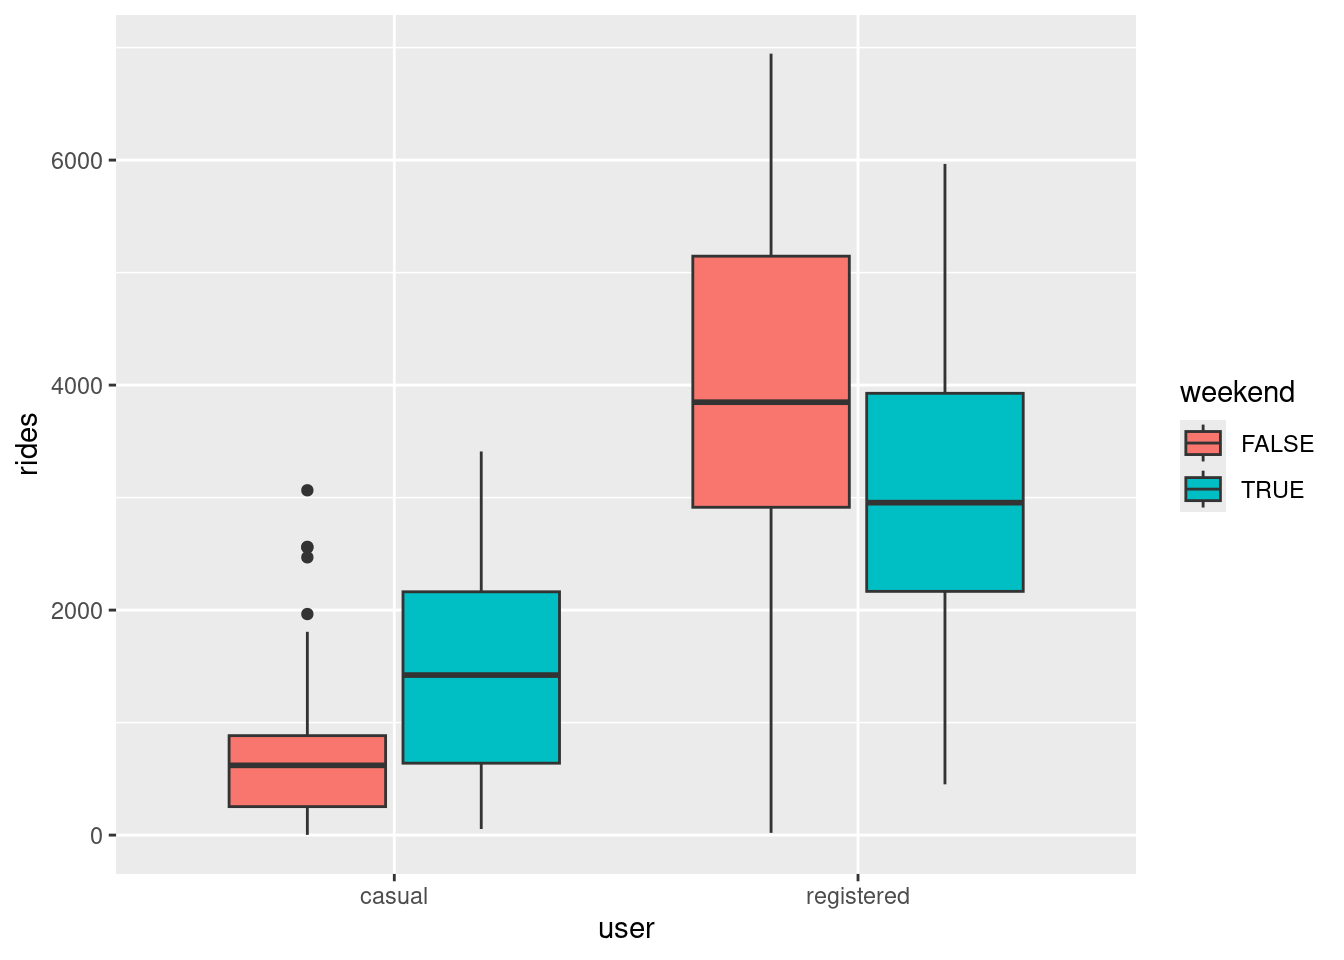 6000
4000
2000
0
rides
casual
registered
user
weekend
FALSE
TRUE